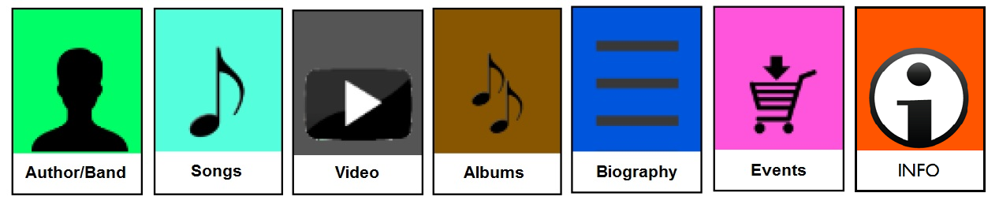 Author/Band
Songs
Video
Albums
Biography
Events
INFO